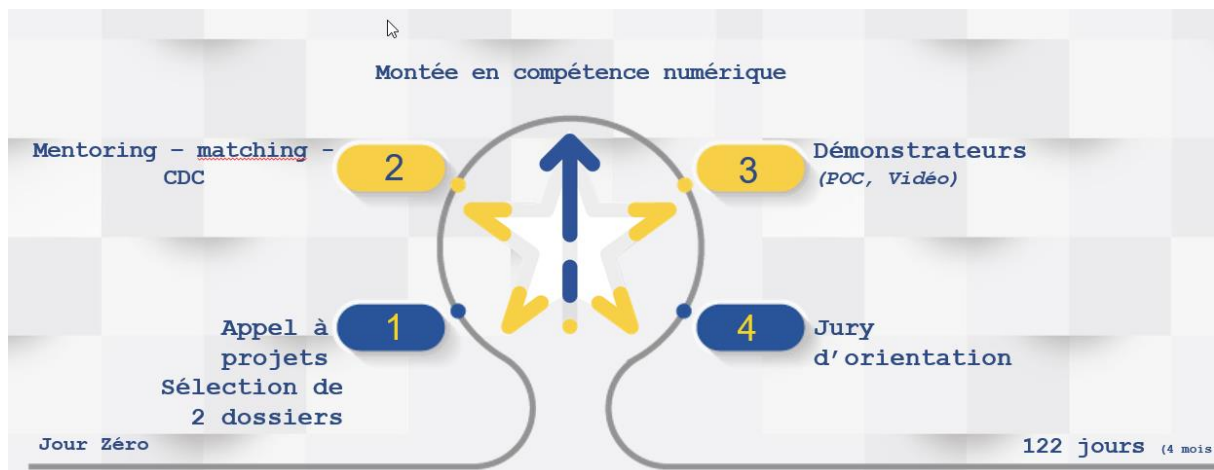 Montée en compétence numérique
Mentoring – matching –
CDC
2
3
Démonstrateurs
(POC, Vidéo)
Appel à
projets
Sélection de
2 dossiers
1
4
Jury
d’orientation
Jour Zéro
122 jours (4 mois